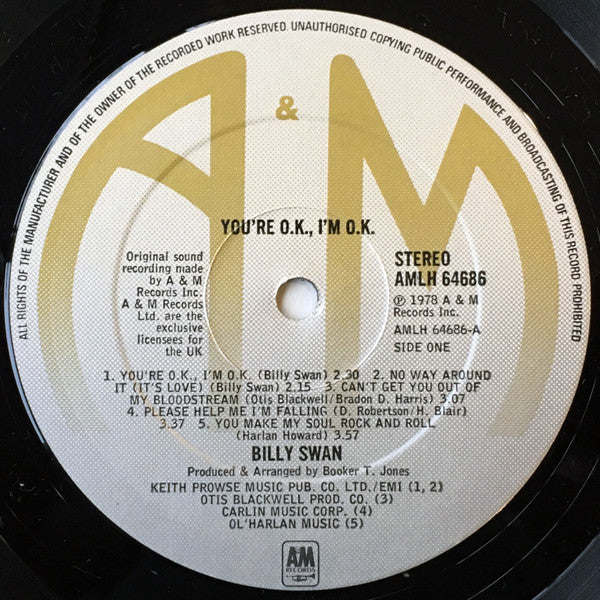 ALL RIGHTS OF THE MANUFACTURER AND OF THE OWNER OF THE RECORDED WORK RESERVED UNAUTHORISED COPYING PUBLIC PERFORMANCE AND BROADCASTING OF THIS RECORD PROHIBITED
A & M
YOU'RE O.K., I'M O.K.
Original sound
recording made
by A & M
Records Inc.
A & M Records
Ltd. are the
exclusive
licensees for
the UK
STEREO
AMLH 64686
℗ 1978 A & M
Records Inc.
AMLH 64686-A
SIDE ONE
1. YOU'RE O.K., I'M O.K. (Billy Swan) 2.30 2. NO WAY AROUND
IT (IT'S LOVE) (Billy Swan) 2.15 3. CAN'T GET YOU OUT OF
MY BLOODSTREAM (Otis Blackwell/Bradon D. Harris) 3.07
4. PLEASE HELP ME I'M FALLING (D. Robertson/H. Blair)
3.37 5. YOU MAKE MY SOUL ROCK AND ROLL
(Harlan Howard) 3.57
BILLY SWAN
Produced & Arranged by Booker T. Jones
KEITH PROWSE MUSIC PUB. CO. LTD./EMI (1, 2)
OTIS BLACKWELL PROD. CO. (3)
CARLIN MUSIC CORP. (4)
OL'HARLAN MUSIC (5)
AM
RECORDS